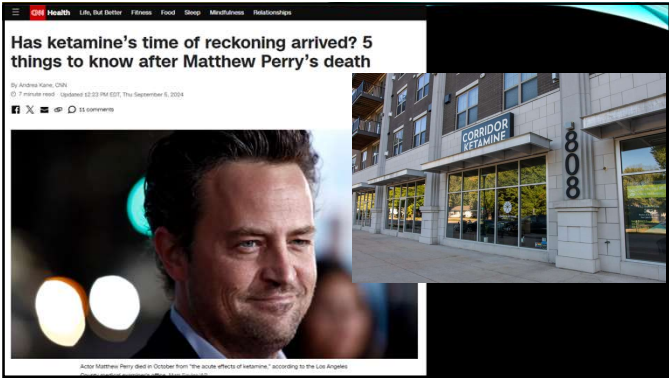 CNN Health Life, But Better Fitness Food Sleep Mindfulness Relationships
Has ketamine's time of reckoning arrived? 5
things to know after Matthew Perry's death
By Andrea Kane, CNN
7 minute read · Updated 12:23 PM EDT, Thu September 5, 2024
11 comments
CORRIDOR
KETAMINE
808
Actor Matthew Perry died in October from "the acute effects of ketamine," according to the Los Angeles
County medical examiner's office.